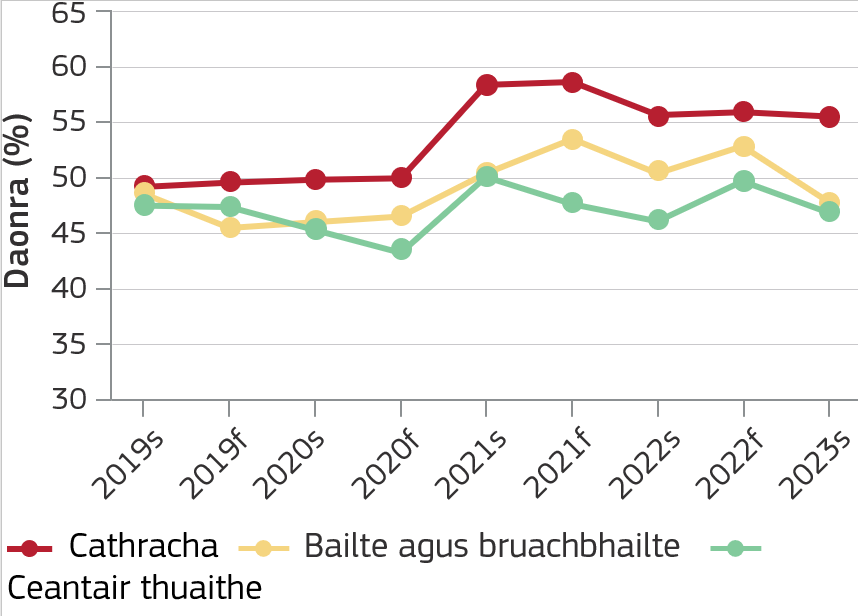 65
60
55
50
45
40
35
30
Daonra (%)
2019s
2019f
2020s
2020f
2021s
2021f
2022s
2022f
2023s
Cathracha Bailte agus bruachbhailte
Ceantair thuaithe